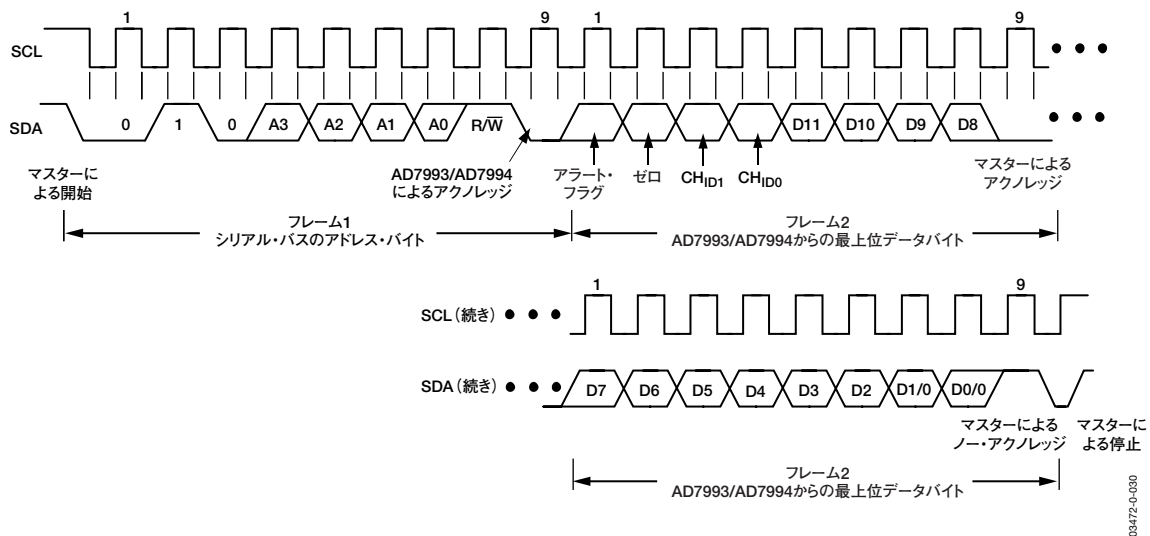 1 9 1 9
SCL
SDA 0 1 0 A3 A2 A1 A0 R/W̅ D11 D10 D9 D8
マスターに
よる開始
AD7993/AD7994
によるアクノレッジ
アラート・
フラグ
ゼロ
CHID1
CHID0
マスターによる
アクノレッジ
フレーム1
シリアル・バスのアドレス・バイト
フレーム2
AD7993/AD7994からの最上位データバイト
1 9
SCL（続き）
SDA（続き） D7 D6 D5 D4 D3 D2 D1/0 D0/0
マスターによる
ノー・アクノレッジ
マスターに
よる停止
フレーム2
AD7993/AD7994からの最上位データバイト
03472-0-030